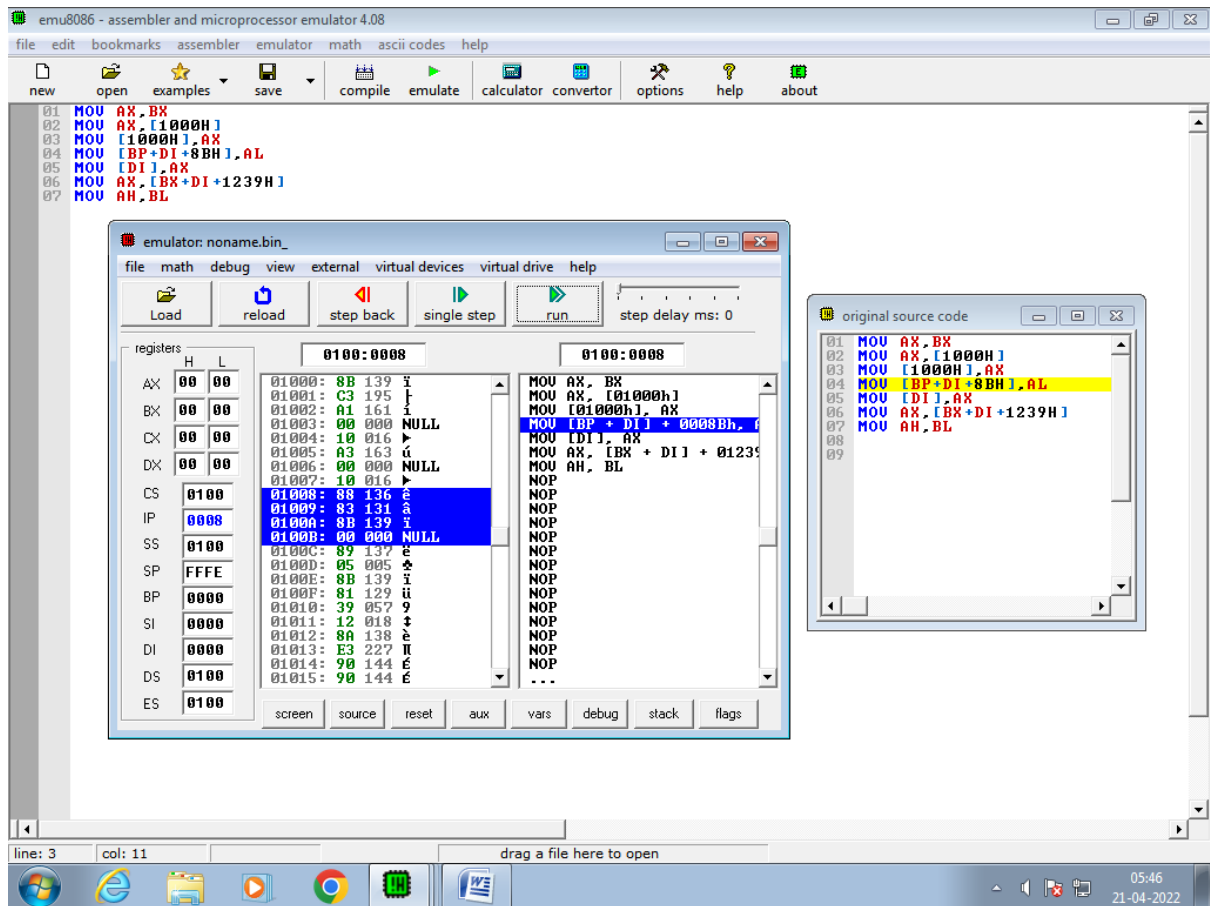 emu8086 - assembler and microprocessor emulator 4.08
file edit bookmarks assembler emulator math ascii codes help
new open examples save compile emulate calculator convertor options help about
01 MOV AX,BX
02 MOV AX,[1000H]
03 MOV [1000H],AX
04 MOV [BP+DI+8BH],AL
05 MOV [DI],AX
06 MOV AX,[BX+DI+1239H]
07 MOV AH,BL
emulator: noname.bin_
file math debug view external virtual devices virtual drive help
Load reload step back single step run step delay ms: 0
registers
H L
AX 00 00
BX 00 00
CX 00 00
DX 00 00
CS 0100
IP 0008
SS 0100
SP FFFE
BP 0000
SI 0000
DI 0000
DS 0100
ES 0100
0100:0008
01000: 8B 139 ï
01001: C3 195 ├
01002: A1 161 í
01003: 00 000 NULL
01004: 10 016 ►
01005: A3 163 ú
01006: 00 000 NULL
01007: 10 016 ►
01008: 88 136 ê
01009: 83 131 â
0100A: 8B 139 ï
0100B: 00 000 NULL
0100C: 89 137 ë
0100D: 05 005 ♣
0100E: 8B 139 ï
0100F: 81 129 ü
01010: 39 057 9
01011: 12 018 ↕
01012: 8A 138 è
01013: E3 227 π
01014: 90 144 É
01015: 90 144 É
0100:0008
MOV AX, BX
MOV AX, [01000h]
MOV [01000h], AX
MOV [BP + DI] + 0008Bh, A
MOV [DI], AX
MOV AX, [BX + DI] + 01239
MOV AH, BL
NOP
NOP
NOP
NOP
NOP
NOP
NOP
NOP
NOP
NOP
NOP
NOP
NOP
NOP
...
screen source reset aux vars debug stack flags
original source code
01 MOV AX,BX
02 MOV AX,[1000H]
03 MOV [1000H],AX
04 MOV [BP+DI+8BH],AL
05 MOV [DI],AX
06 MOV AX,[BX+DI+1239H]
07 MOV AH,BL
08
09
line: 3 col: 11 drag a file here to open
05:46
21-04-2022